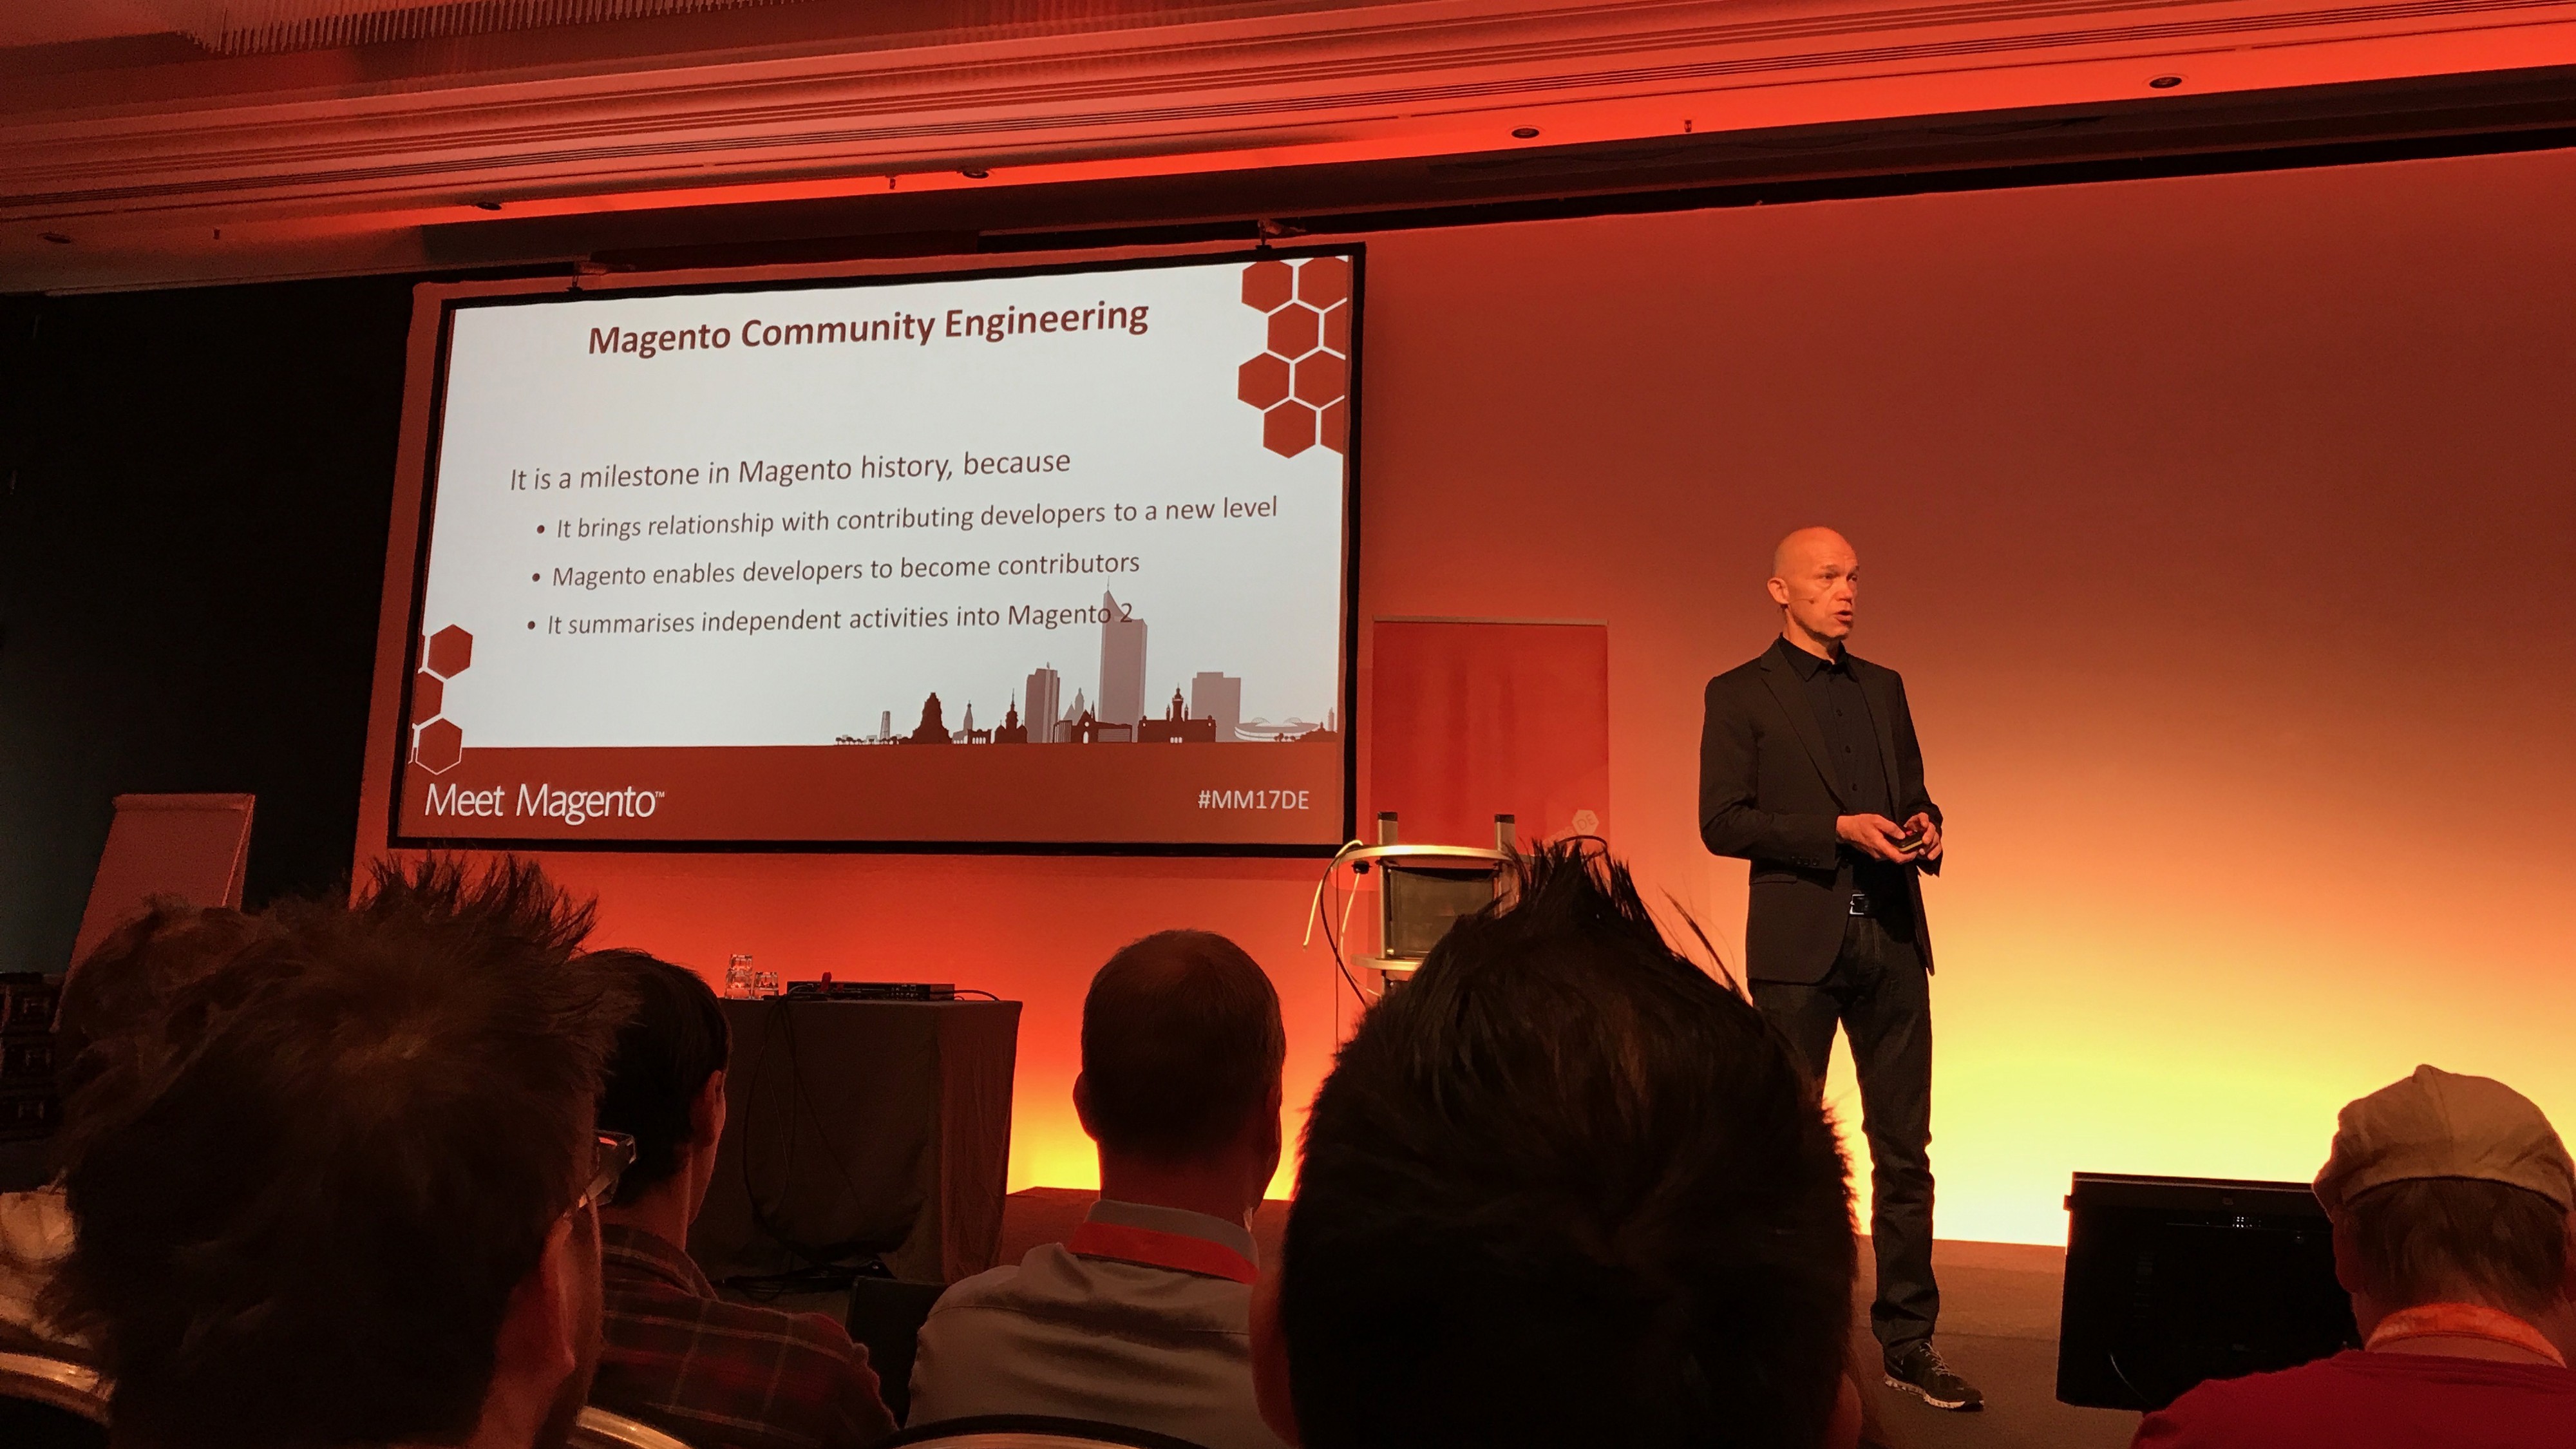 Magento Community Engineering
It is a milestone in Magento history, because
• It brings relationship with contributing developers to a new level
• Magento enables developers to become contributors
• It summarises independent activities into Magento 2
Meet Magento™
#MM17DE
DE